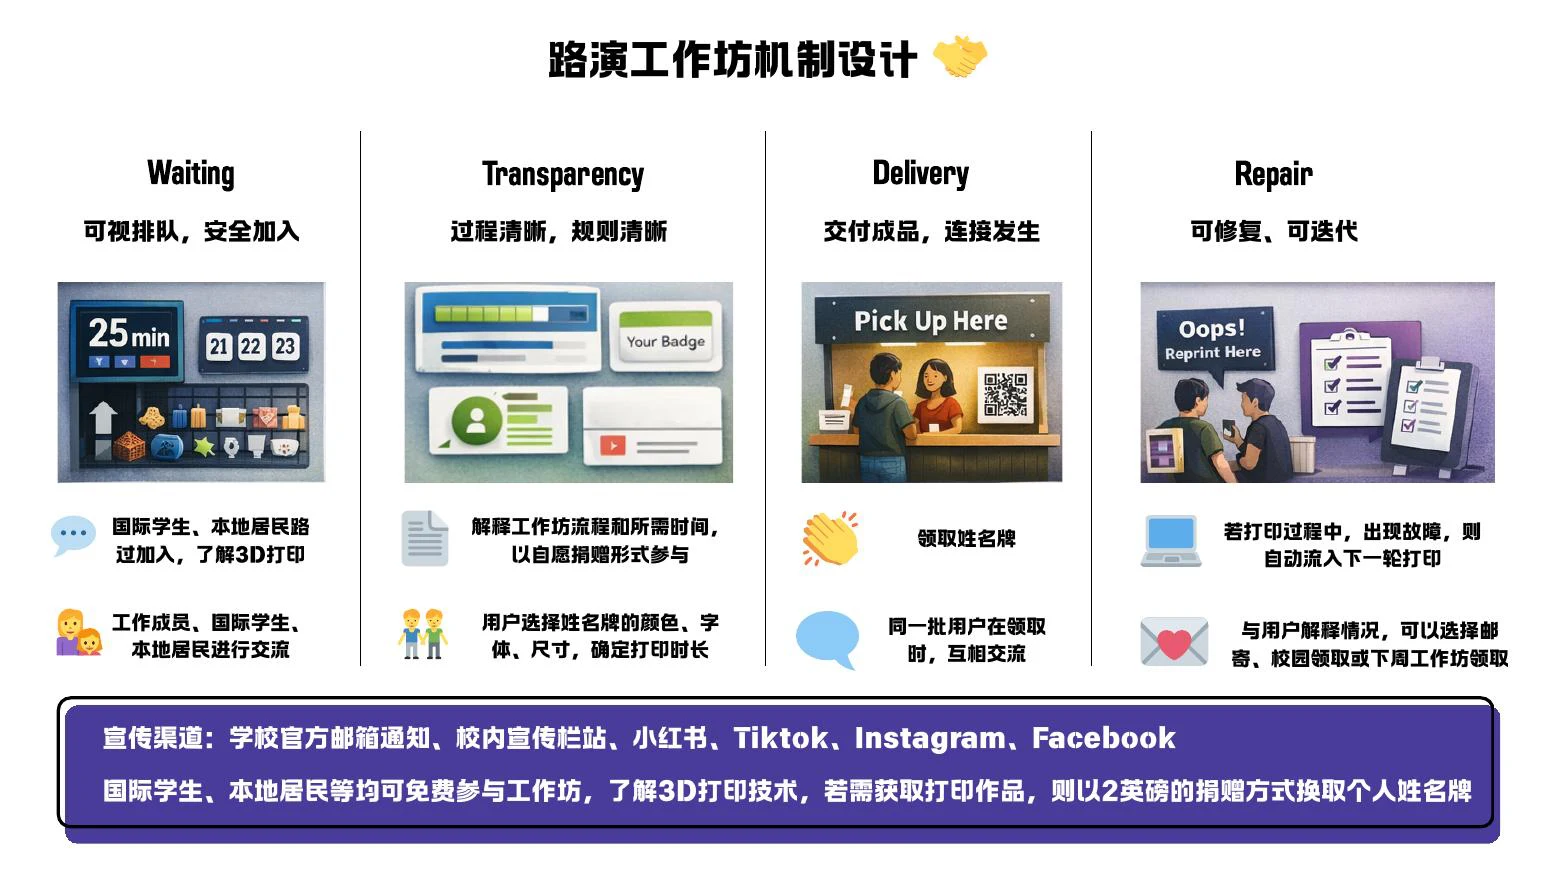 路演工作坊机制设计
Waiting
可视排队，安全加入
25 min
21 22 23
国际学生、本地居民路
过加入，了解3D打印
工作成员、国际学生、
本地居民进行交流
Transparency
过程清晰，规则清晰
Your Badge
解释工作坊流程和所需时间，
以自愿捐赠形式参与
用户选择姓名牌的颜色、字
体、尺寸，确定打印时长
Delivery
交付成品，连接发生
Pick Up Here
领取姓名牌
同一批用户在领取
时，互相交流
Repair
可修复、可迭代
Oops!
Reprint Here
若打印过程中，出现故障，则
自动流入下一轮打印
与用户解释情况，可以选择邮
寄、校园领取或下周工作坊领取
宣传渠道：学校官方邮箱通知、校内宣传栏站、小红书、Tiktok、Instagram、Facebook
国际学生、本地居民等均可免费参与工作坊，了解3D打印技术，若需获取打印作品，则以2英磅的捐赠方式换取个人姓名牌